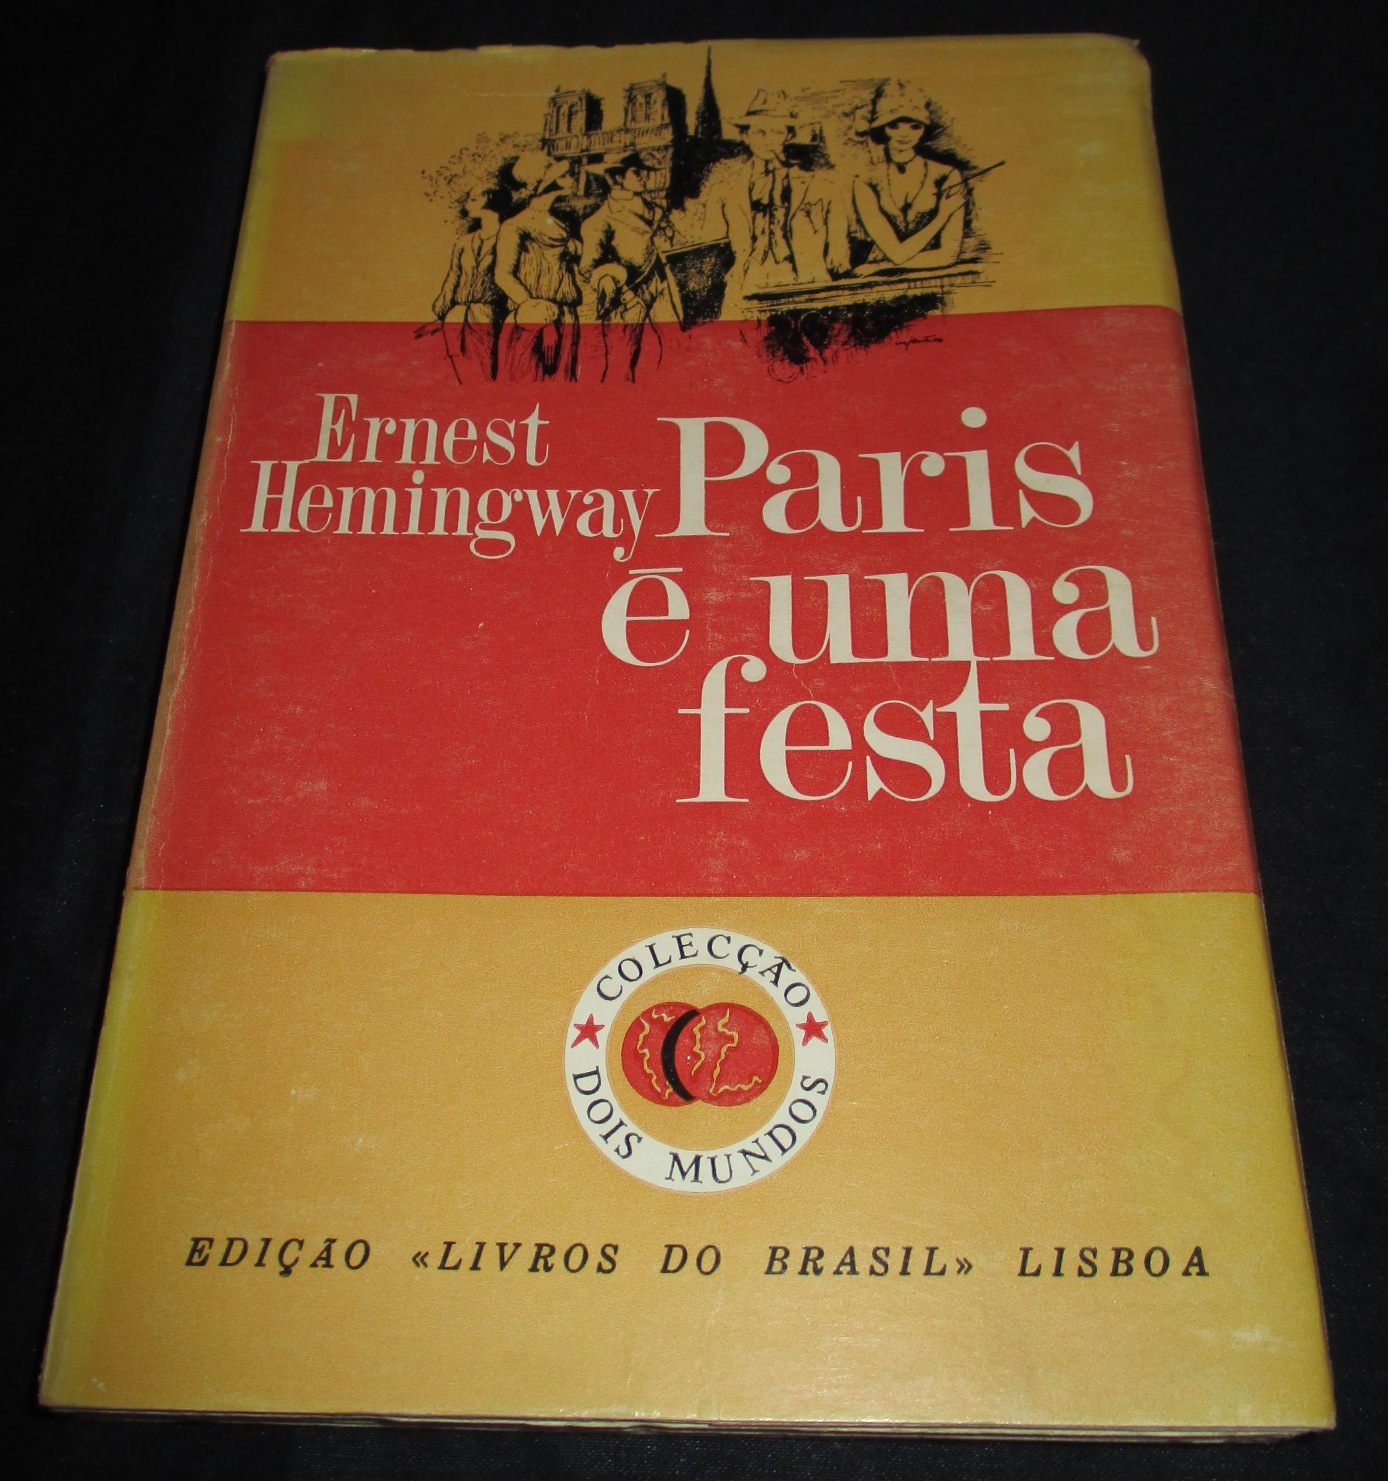 Ernest
Hemingway
Paris
ē uma
festa
COLECÇÃO
DOIS MUNDOS
EDIÇÃO «LIVROS DO BRASIL» LISBOA